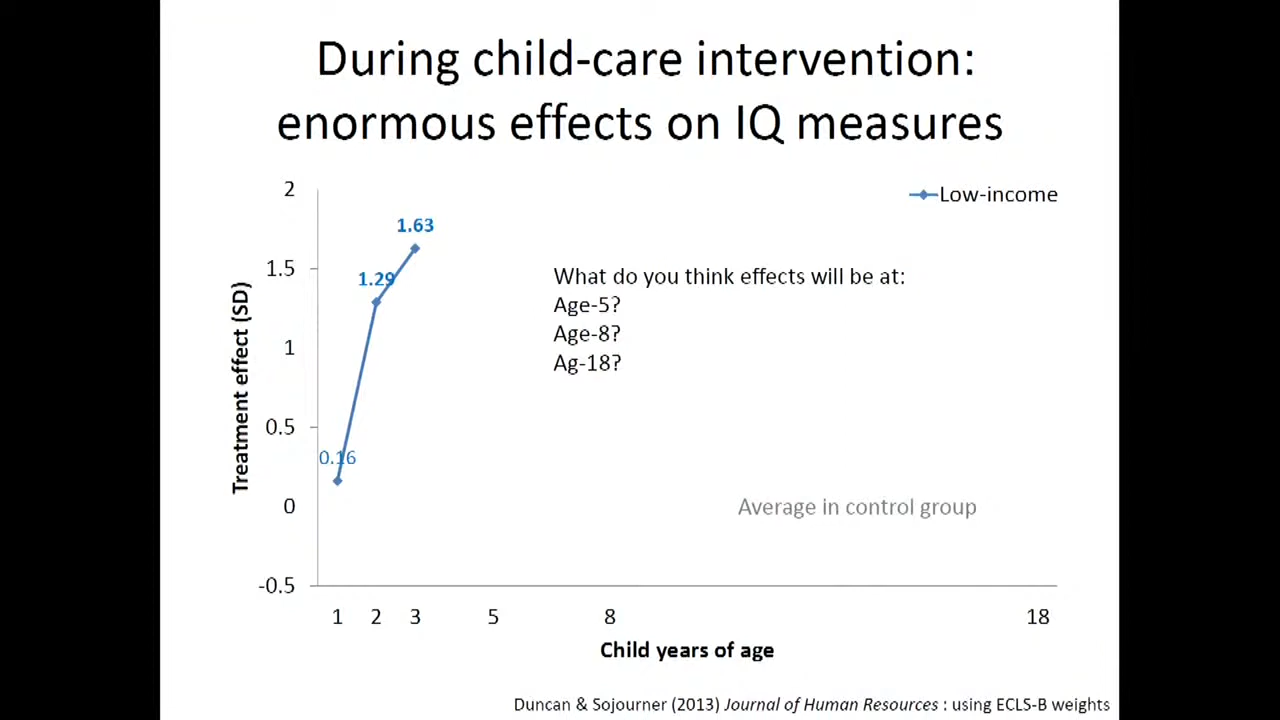 During child-care intervention:
enormous effects on IQ measures
2
1.5
1
0.5
0
-0.5
Treatment effect (SD)
0.16
1.29
1.63
Low-income
What do you think effects will be at:
Age-5?
Age-8?
Ag-18?
Average in control group
1 2 3 5 8 18
Child years of age
Duncan & Sojourner (2013) Journal of Human Resources : using ECLS-B weights